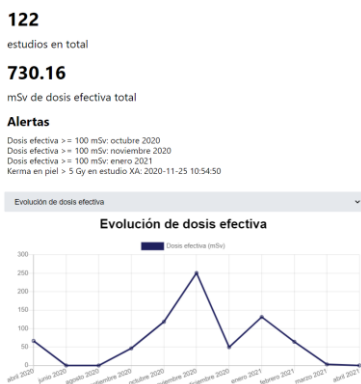 122
estudios en total
730.16
mSv de dosis efectiva total
Alertas
Dosis efectiva >= 100 mSv: octubre 2020
Dosis efectiva >= 100 mSv: noviembre 2020
Dosis efectiva >= 100 mSv: enero 2021
Kerma en piel > 5 Gy en estudio XA: 2020-11-25 10:54:50
Evolución de dosis efectiva
Evolución de dosis efectiva
Dosis efectiva (mSv)
300
250
200
150
100
50
0
abril 2020 junio 2020 agosto 2020 septiembre 2020 octubre 2020 noviembre 2020 diciembre 2020 enero 2021 febrero 2021 marzo 2021 abril 2021